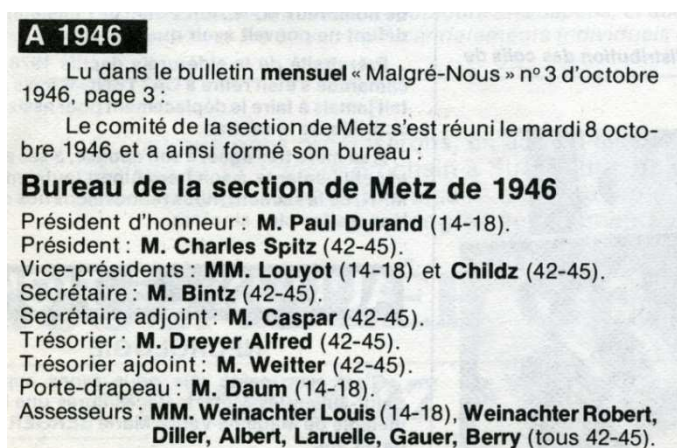 A 1946
Lu dans le bulletin mensuel « Malgré-Nous » nº 3 d'octobre
1946, page 3 :
Le comité de la section de Metz s'est réuni le mardi 8 octo-
bre 1946 et a ainsi formé son bureau :
Bureau de la section de Metz de 1946
Président d'honneur : M. Paul Durand (14-18).
Président : M. Charles Spitz (42-45).
Vice-présidents : MM. Louyot (14-18) et Childz (42-45).
Secrétaire : M. Bintz (42-45).
Secrétaire adjoint : M. Caspar (42-45).
Trésorier : M. Dreyer Alfred (42-45).
Trésorier ajdoint : M. Weitter (42-45).
Porte-drapeau : M. Daum (14-18).
Assesseurs : MM. Weinachter Louis (14-18), Weinachter Robert,
Diller, Albert, Laruelle, Gauer, Berry (tous 42-45).